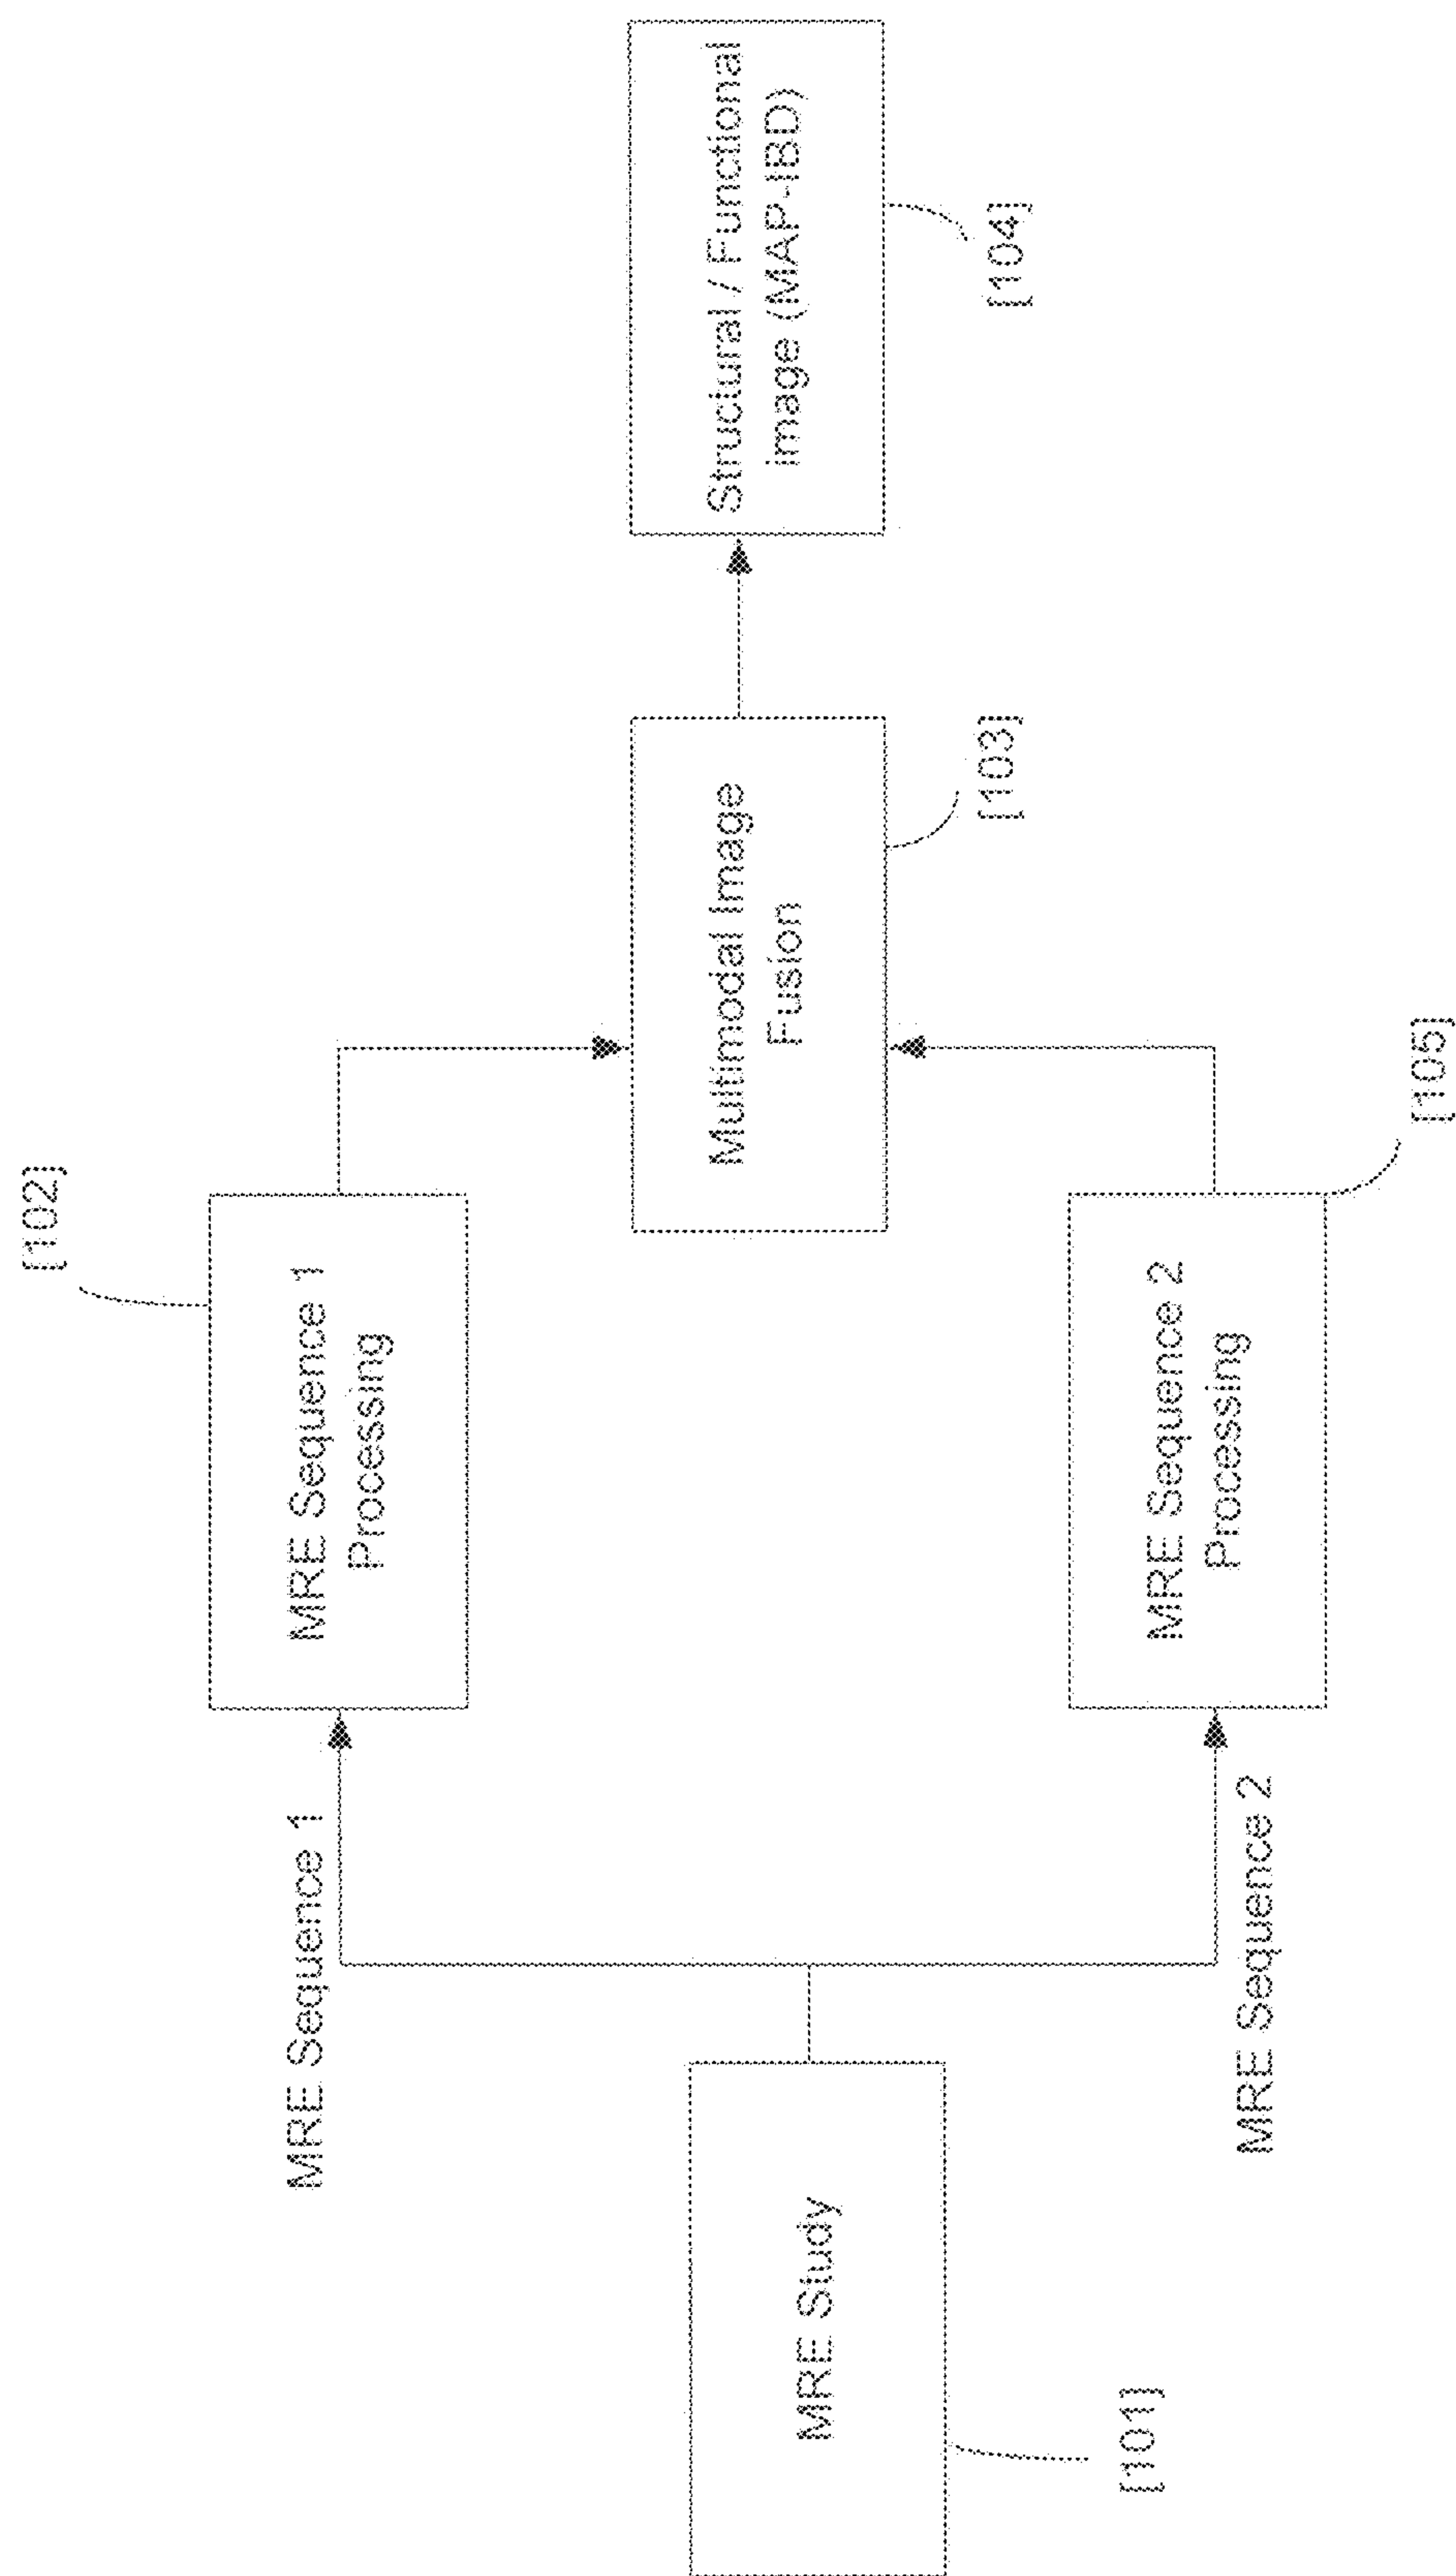 [102]
MRE Sequence 1
MRE Sequence 1
Processing
MRE Study
[101]
Multimodal Image
Fusion
[103]
Structural / Functional
image (MAP-IBD)
[104]
MRE Sequence 2
MRE Sequence 2
Processing
[105]